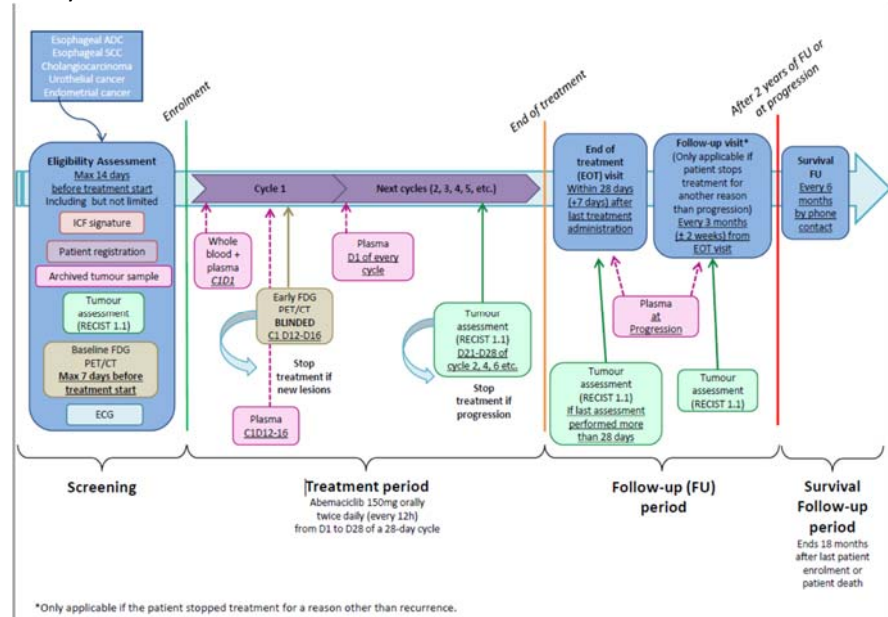 Esophageal ADC
Esophageal SCC
Cholangiocarcinoma
Urothelial cancer
Endometrial cancer
Enrolment
End of treatment
After 2 years of FU or
at progression
Eligibility Assessment
Max 14 days
before treatment start
Including but not limited
ICF signature
Patient registration
Archived tumour sample
Tumour
assessment
(RECIST 1.1)
Baseline FDG
PET/CT
Max 7 days before
treatment start
ECG
Cycle 1
Next cycles (2, 3, 4, 5, etc.)
Whole
blood +
plasma
C1D1
Early FDG
PET/CT
BLINDED
C1 D12-D16
Stop
treatment if
new lesions
Plasma
C1D12-16
Plasma
D1 of every
cycle
Tumour
assessment
(RECIST 1.1)
D21-D28 of
cycle 2, 4, 6 etc.
Stop
treatment if
progression
End of
treatment
(EOT) visit
Within 28 days
(+7 days) after
last treatment
administration
Follow-up visit*
(Only applicable if
patient stops
treatment for
another reason
than progression)
Every 3 months
(± 2 weeks) from
EOT visit
Plasma
at
Progression
Tumour
assessment
(RECIST 1.1)
If last assessment
performed more
than 28 days
Tumour
assessment
(RECIST 1.1)
Survival
FU
Every 6
months
by phone
contact
Screening
Treatment period
Abemaciclib 150mg orally
twice daily (every 12h)
from D1 to D28 of a 28-day cycle
Follow-up (FU)
period
Survival
Follow-up
period
Ends 18 months
after last patient
enrolment or
patient death
*Only applicable if the patient stopped treatment for a reason other than recurrence.